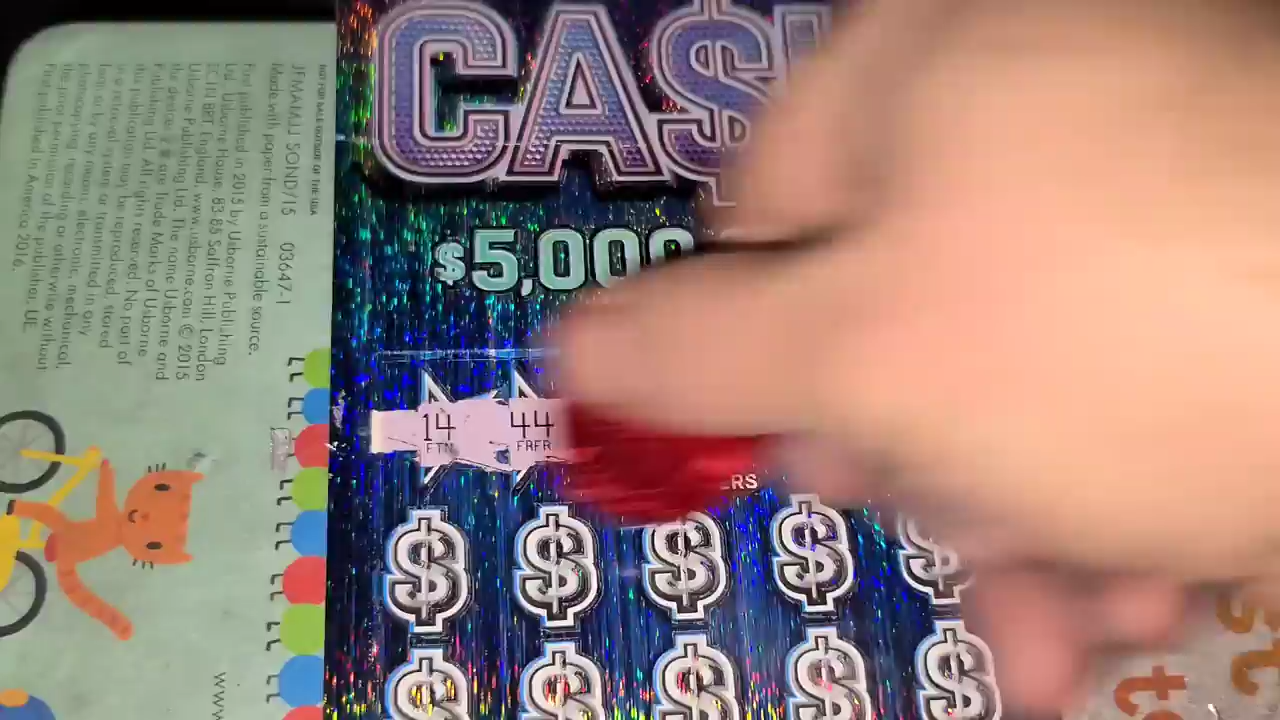 CA$
$5,000
14 44
FTN FRFR
ERS
NOT FOR SALE OUTSIDE OF THE USA
JFMAMJJ SOND/15 03647-1
Made with paper from a sustainable source.
First published in 2015 by Usborne Publishing
Ltd, Usborne House, 83-85 Saffron Hill, London
EC1N 8RT England. www.usborne.com © 2015
Usborne Publishing Ltd. The name Usborne and
the devices are Trade Marks of Usborne
Publishing Ltd. All rights reserved. No part of
this publication may be reproduced, stored
in a retrieval system or transmitted in any
form or by any means, electronic, mechanical,
photocopying, recording or otherwise without
the prior permission of the publisher. UE.
First published in America 2016.
www